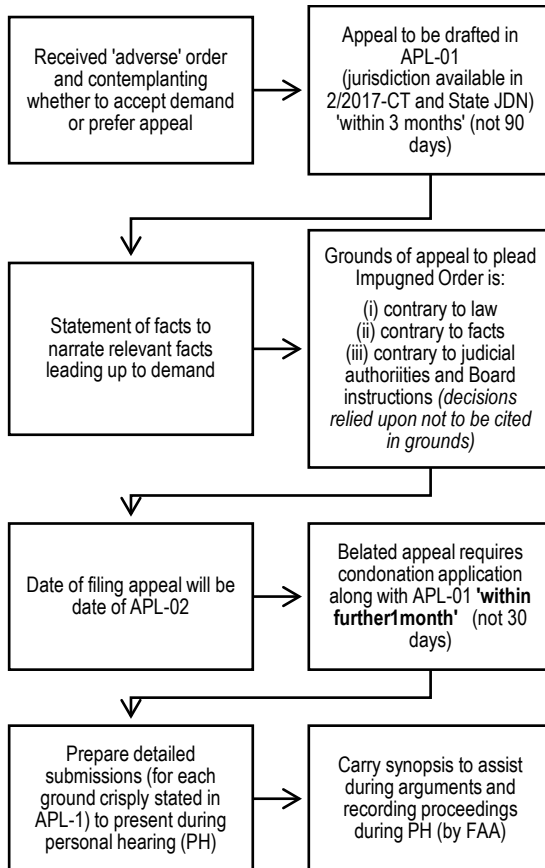 Received 'adverse' order
and contemplanting
whether to accept demand
or prefer appeal
Appeal to be drafted in
APL-01
(jurisdiction available in
2/2017-CT and State JDN)
'within 3 months' (not 90
days)
Statement of facts to
narrate relevant facts
leading up to demand
Grounds of appeal to plead
Impugned Order is:
(i) contrary to law
(ii) contrary to facts
(iii) contrary to judicial
authoriities and Board
instructions (decisions
relied upon not to be cited
in grounds)
Date of filing appeal will be
date of APL-02
Belated appeal requires
condonation application
along with APL-01 'within
further1month' (not 30
days)
Prepare detailed
submissions (for each
ground crisply stated in
APL-1) to present during
personal hearing (PH)
Carry synopsis to assist
during arguments and
recording proceedings
during PH (by FAA)